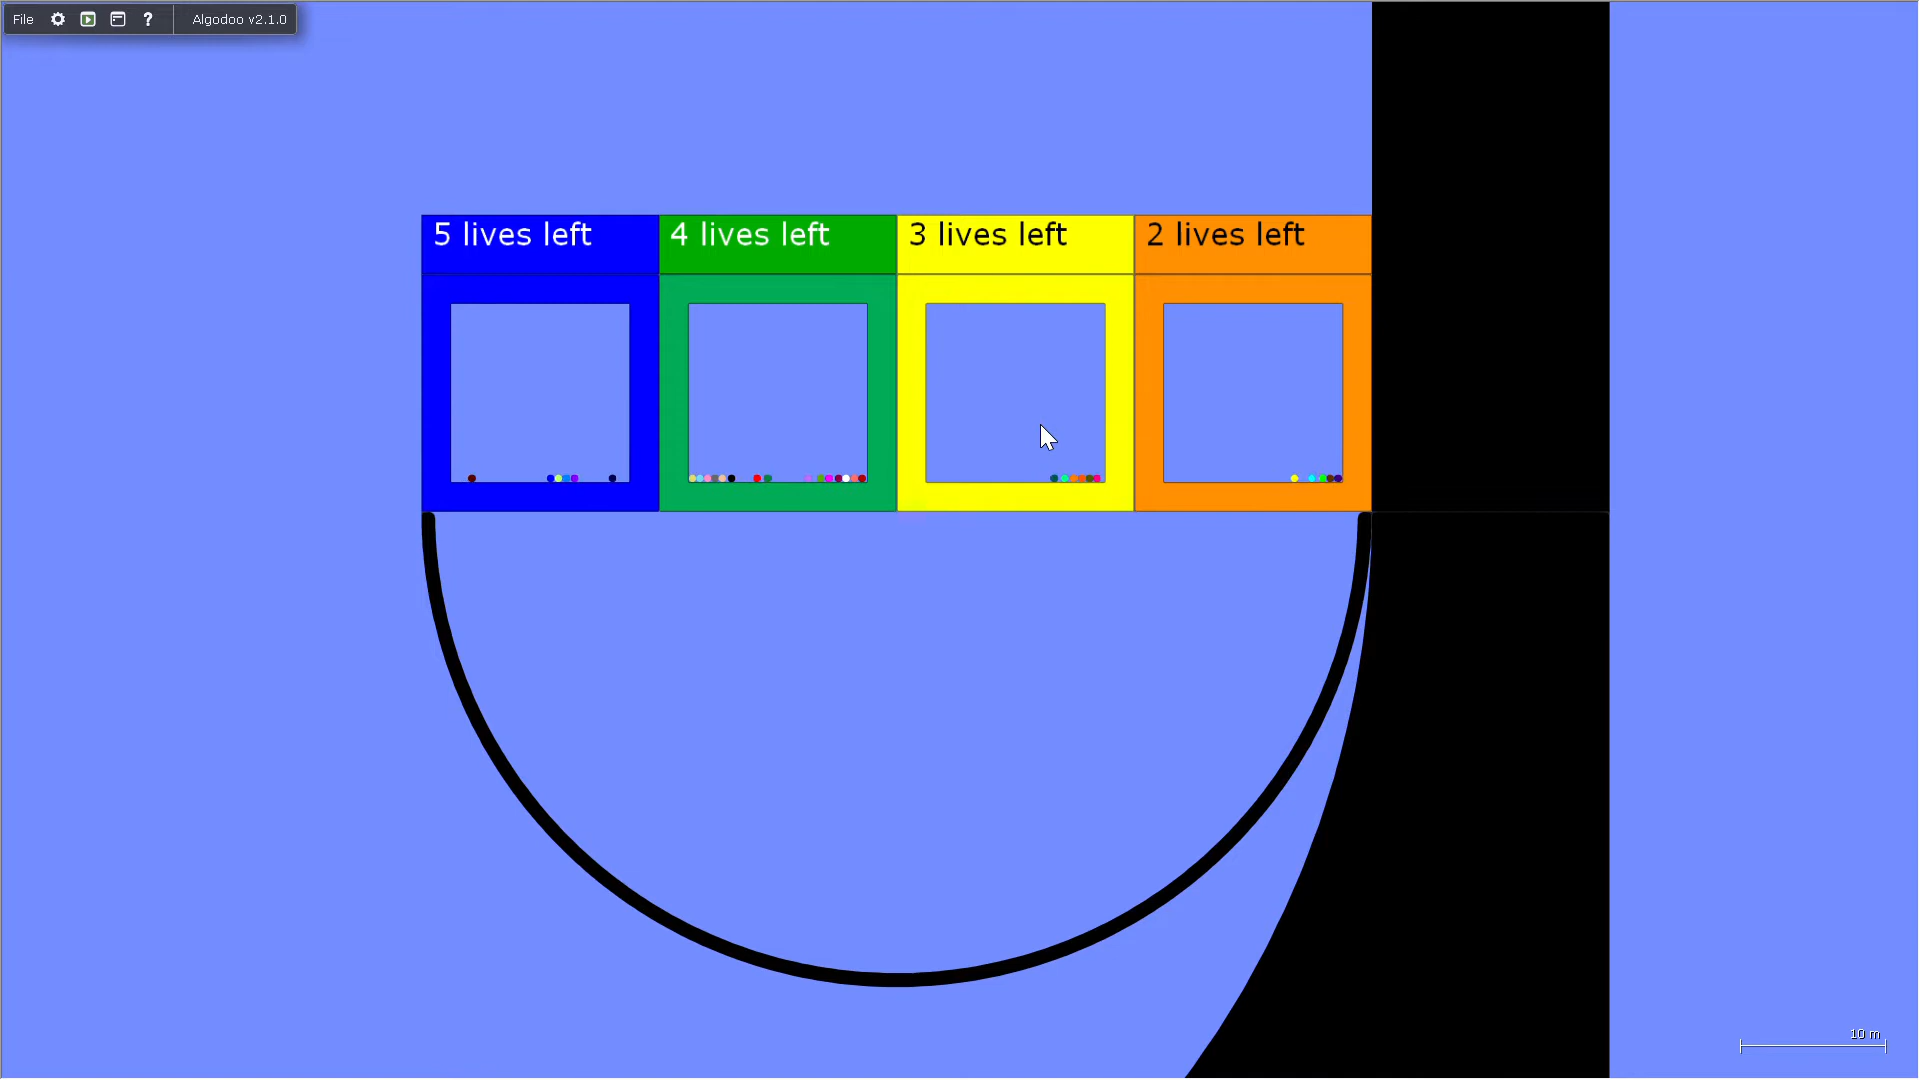 File ? Algodoo v2.1.0
5 lives left
4 lives left
3 lives left
2 lives left
10 m